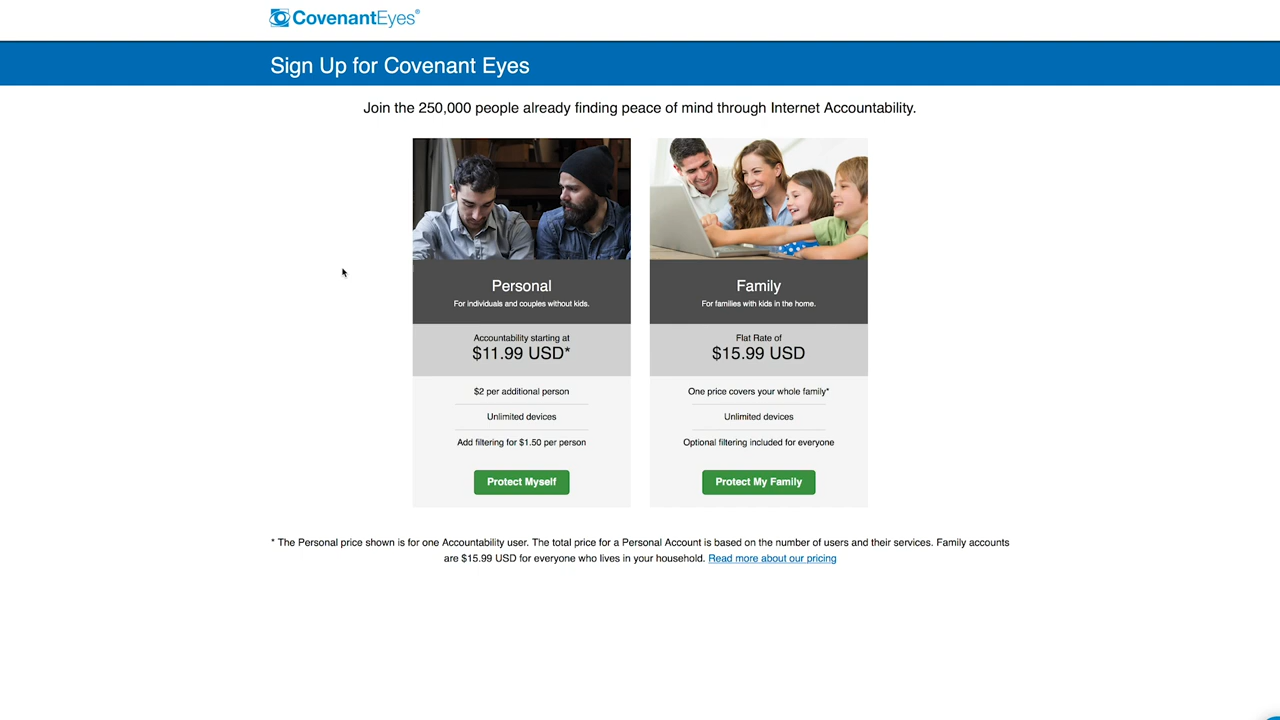 CovenantEyes®
Sign Up for Covenant Eyes
Join the 250,000 people already finding peace of mind through Internet Accountability.
Personal
For individuals and couples without kids.
Accountability starting at
$11.99 USD*
$2 per additional person
Unlimited devices
Add filtering for $1.50 per person
Protect Myself
Family
For families with kids in the home.
Flat Rate of
$15.99 USD
One price covers your whole family*
Unlimited devices
Optional filtering included for everyone
Protect My Family
* The Personal price shown is for one Accountability user. The total price for a Personal Account is based on the number of users and their services. Family accounts
are $15.99 USD for everyone who lives in your household. Read more about our pricing